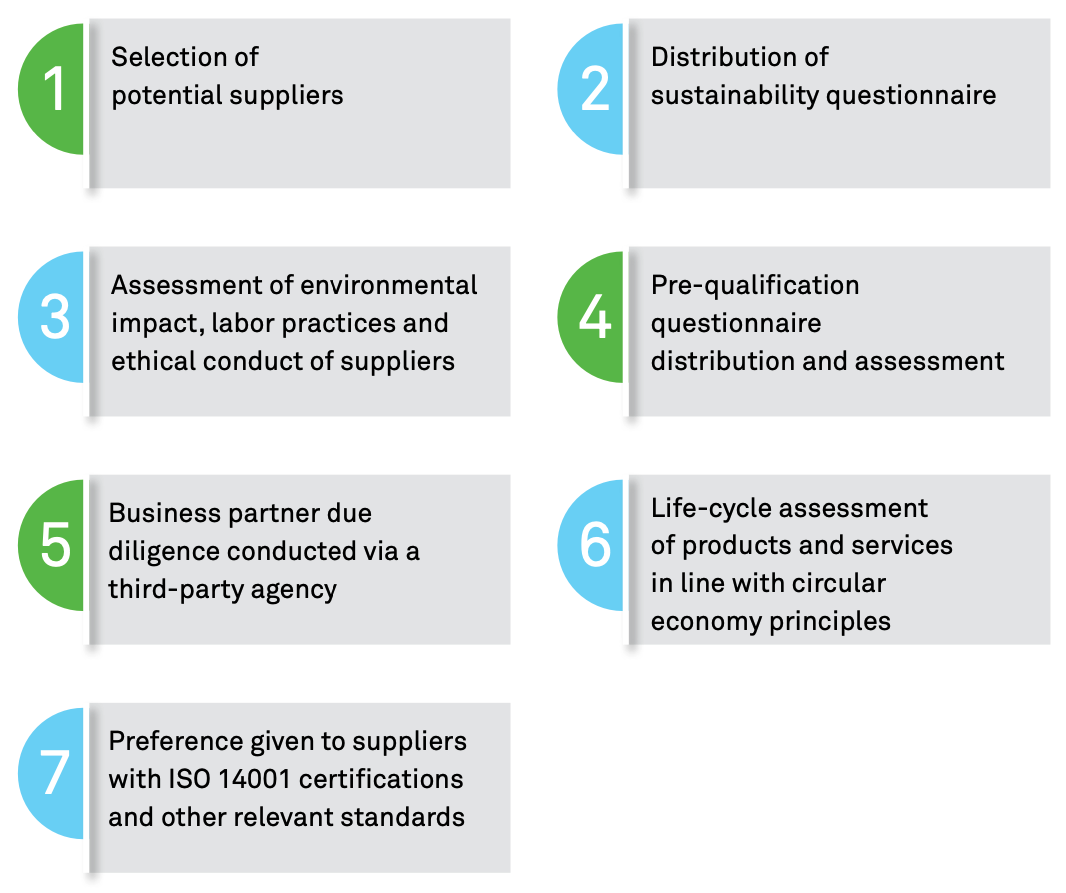 1
Selection of
potential suppliers
2
Distribution of
sustainability questionnaire
3
Assessment of environmental
impact, labor practices and
ethical conduct of suppliers
4
Pre-qualification
questionnaire
distribution and assessment
5
Business partner due
diligence conducted via a
third-party agency
6
Life-cycle assessment
of products and services
in line with circular
economy principles
7
Preference given to suppliers
with ISO 14001 certifications
and other relevant standards